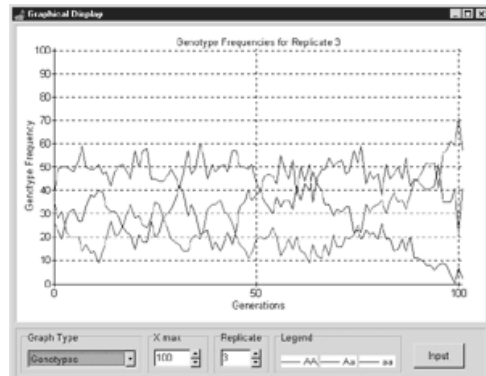 Graphical Display
Genotype Frequencies for Replicate 3
100
90
80
70
60
50
40
30
20
10
0
Genotype Frequency
0
50
100
Generations
Graph Type
Genotypes
X max
100
Replicate
3
Legend
AA
Aa
aa
Input